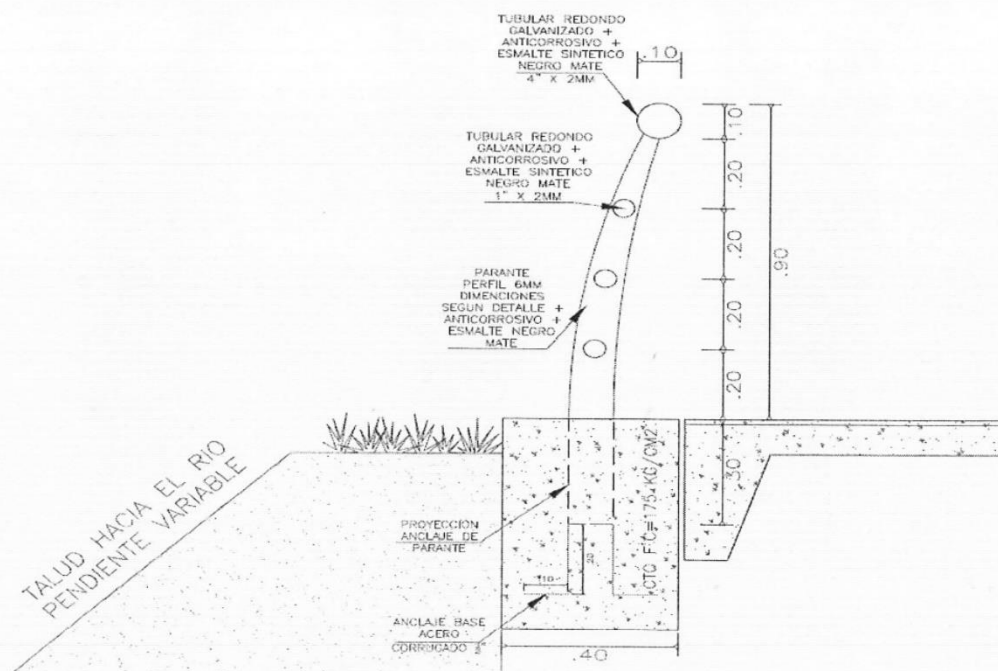 TUBULAR REDONDO
GALVANIZADO +
ANTICORROSIVO +
ESMALTE SINTETICO
NEGRO MATE
4" X 2MM
.10
TUBULAR REDONDO
GALVANIZADO +
ANTICORROSIVO +
ESMALTE SINTETICO
NEGRO MATE
1" X 2MM
.10
.20
.20
.20
.20
.90
PARANTE
PERFIL 6MM
DIMENCIONES
SEGUN DETALLE +
ANTICORROSIVO +
ESMALTE NEGRO
MATE
TALUD HACIA EL RIO
PENDIENTE VARIABLE
.30
CTO F'C=175 KG/CM2
PROYECCIÓN
ANCLAJE DE
PARANTE
.20
.10
ANCLAJE BASE
ACERO
CORRUCADO
.40